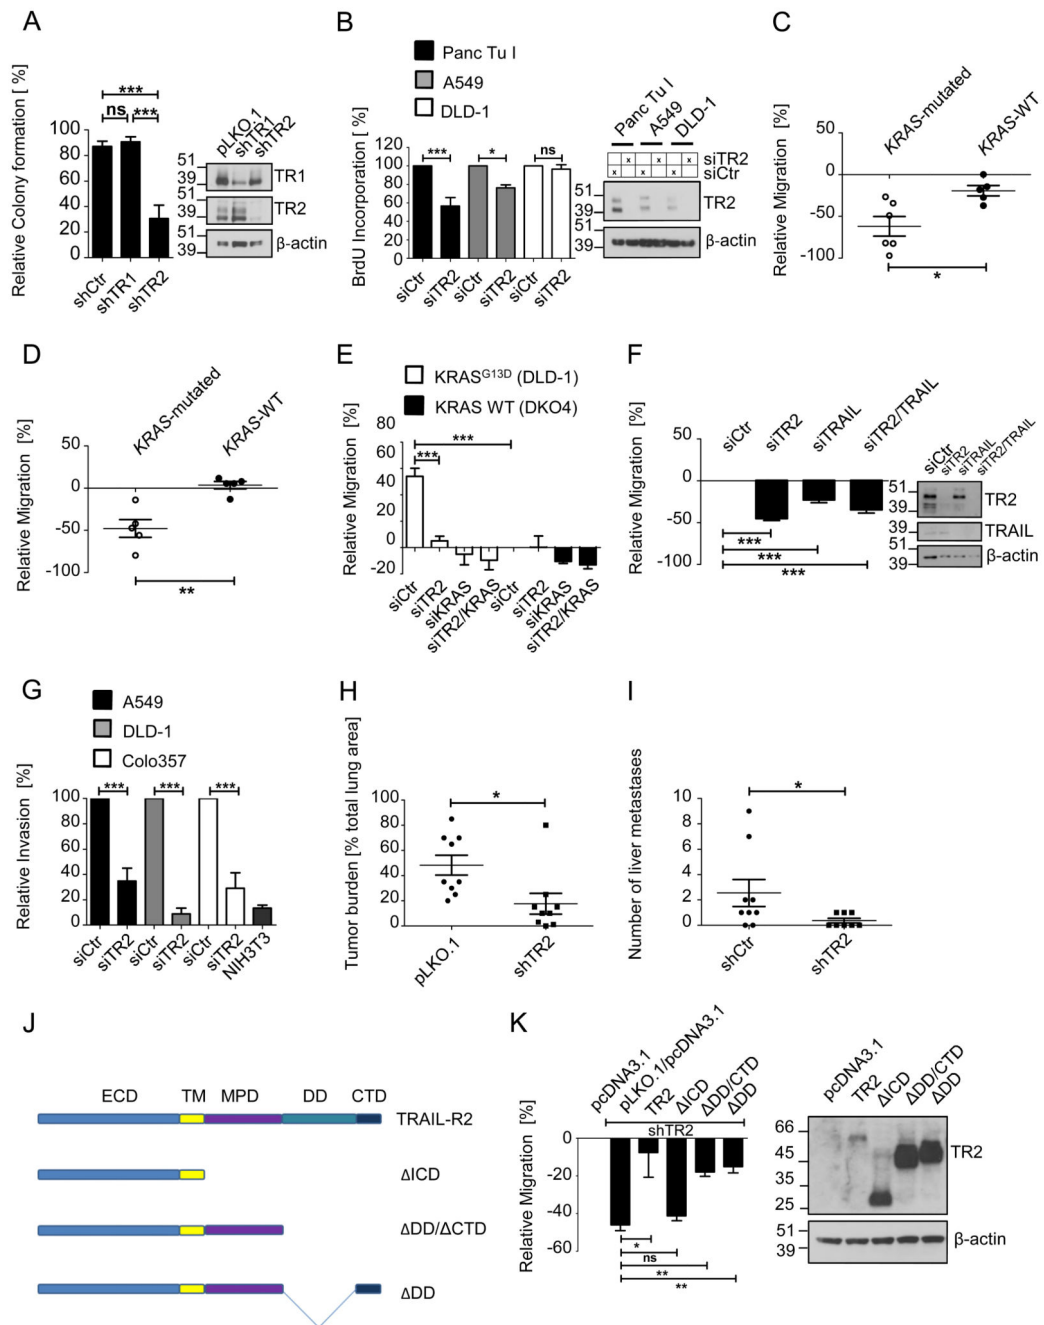 A
Relative Colony formation [ %]
***
ns
***
100
80
60
40
20
0
shCtr
shTR1
shTR2
pLKO.1
shTR1
shTR2
51
39
TR1
51
39
TR2
51
39
β-actin
B
Panc Tu I
A549
DLD-1
BrdU Incorporation [ %]
120
100
80
60
40
20
0
***
*
ns
siCtr
siTR2
siCtr
siTR2
siCtr
siTR2
Panc Tu I
A549
DLD-1
x x x
siTR2
x x x
siCtr
51
39
TR2
51
39
β-actin
C
Relative Migration [%]
50
0
-50
-100
KRAS-mutated
KRAS-WT
*
D
Relative Migration [%]
50
0
-50
-100
KRAS-mutated
KRAS-WT
**
E
KRASG13D (DLD-1)
KRAS WT (DKO4)
Relative Migration [%]
80
60
40
20
0
-20
***
***
siCtr
siTR2
siKRAS
siTR2/KRAS
siCtr
siTR2
siKRAS
siTR2/KRAS
F
Relative Migration [%]
50
0
-50
-100
siCtr
siTR2
siTRAIL
siTR2/TRAIL
***
***
***
siCtr
siTR2
siTRAIL
siTR2/TRAIL
51
39
TR2
39
TRAIL
51
39
β-actin
G
A549
DLD-1
Colo357
Relative Invasion [%]
100
80
60
40
20
0
***
***
***
siCtr
siTR2
siCtr
siTR2
siCtr
siTR2
NIH3T3
H
Tumor burden [% total lung area]
100
80
60
40
20
0
*
pLKO.1
shTR2
I
Number of liver metastases
10
8
6
4
2
0
*
shCtr
shTR2
J
ECD TM MPD DD CTD
TRAIL-R2
ΔICD
ΔDD/ΔCTD
ΔDD
K
Relative Migration [%]
pcDNA3.1
pLKO.1/pcDNA3.1
TR2
ΔICD
ΔDD/CTD
ΔDD
shTR2
0
-20
-40
-60
*
ns
**
**
pcDNA3.1
TR2
ΔICD
ΔDD/CTD
ΔDD
66
45
35
25
TR2
51
39
β-actin